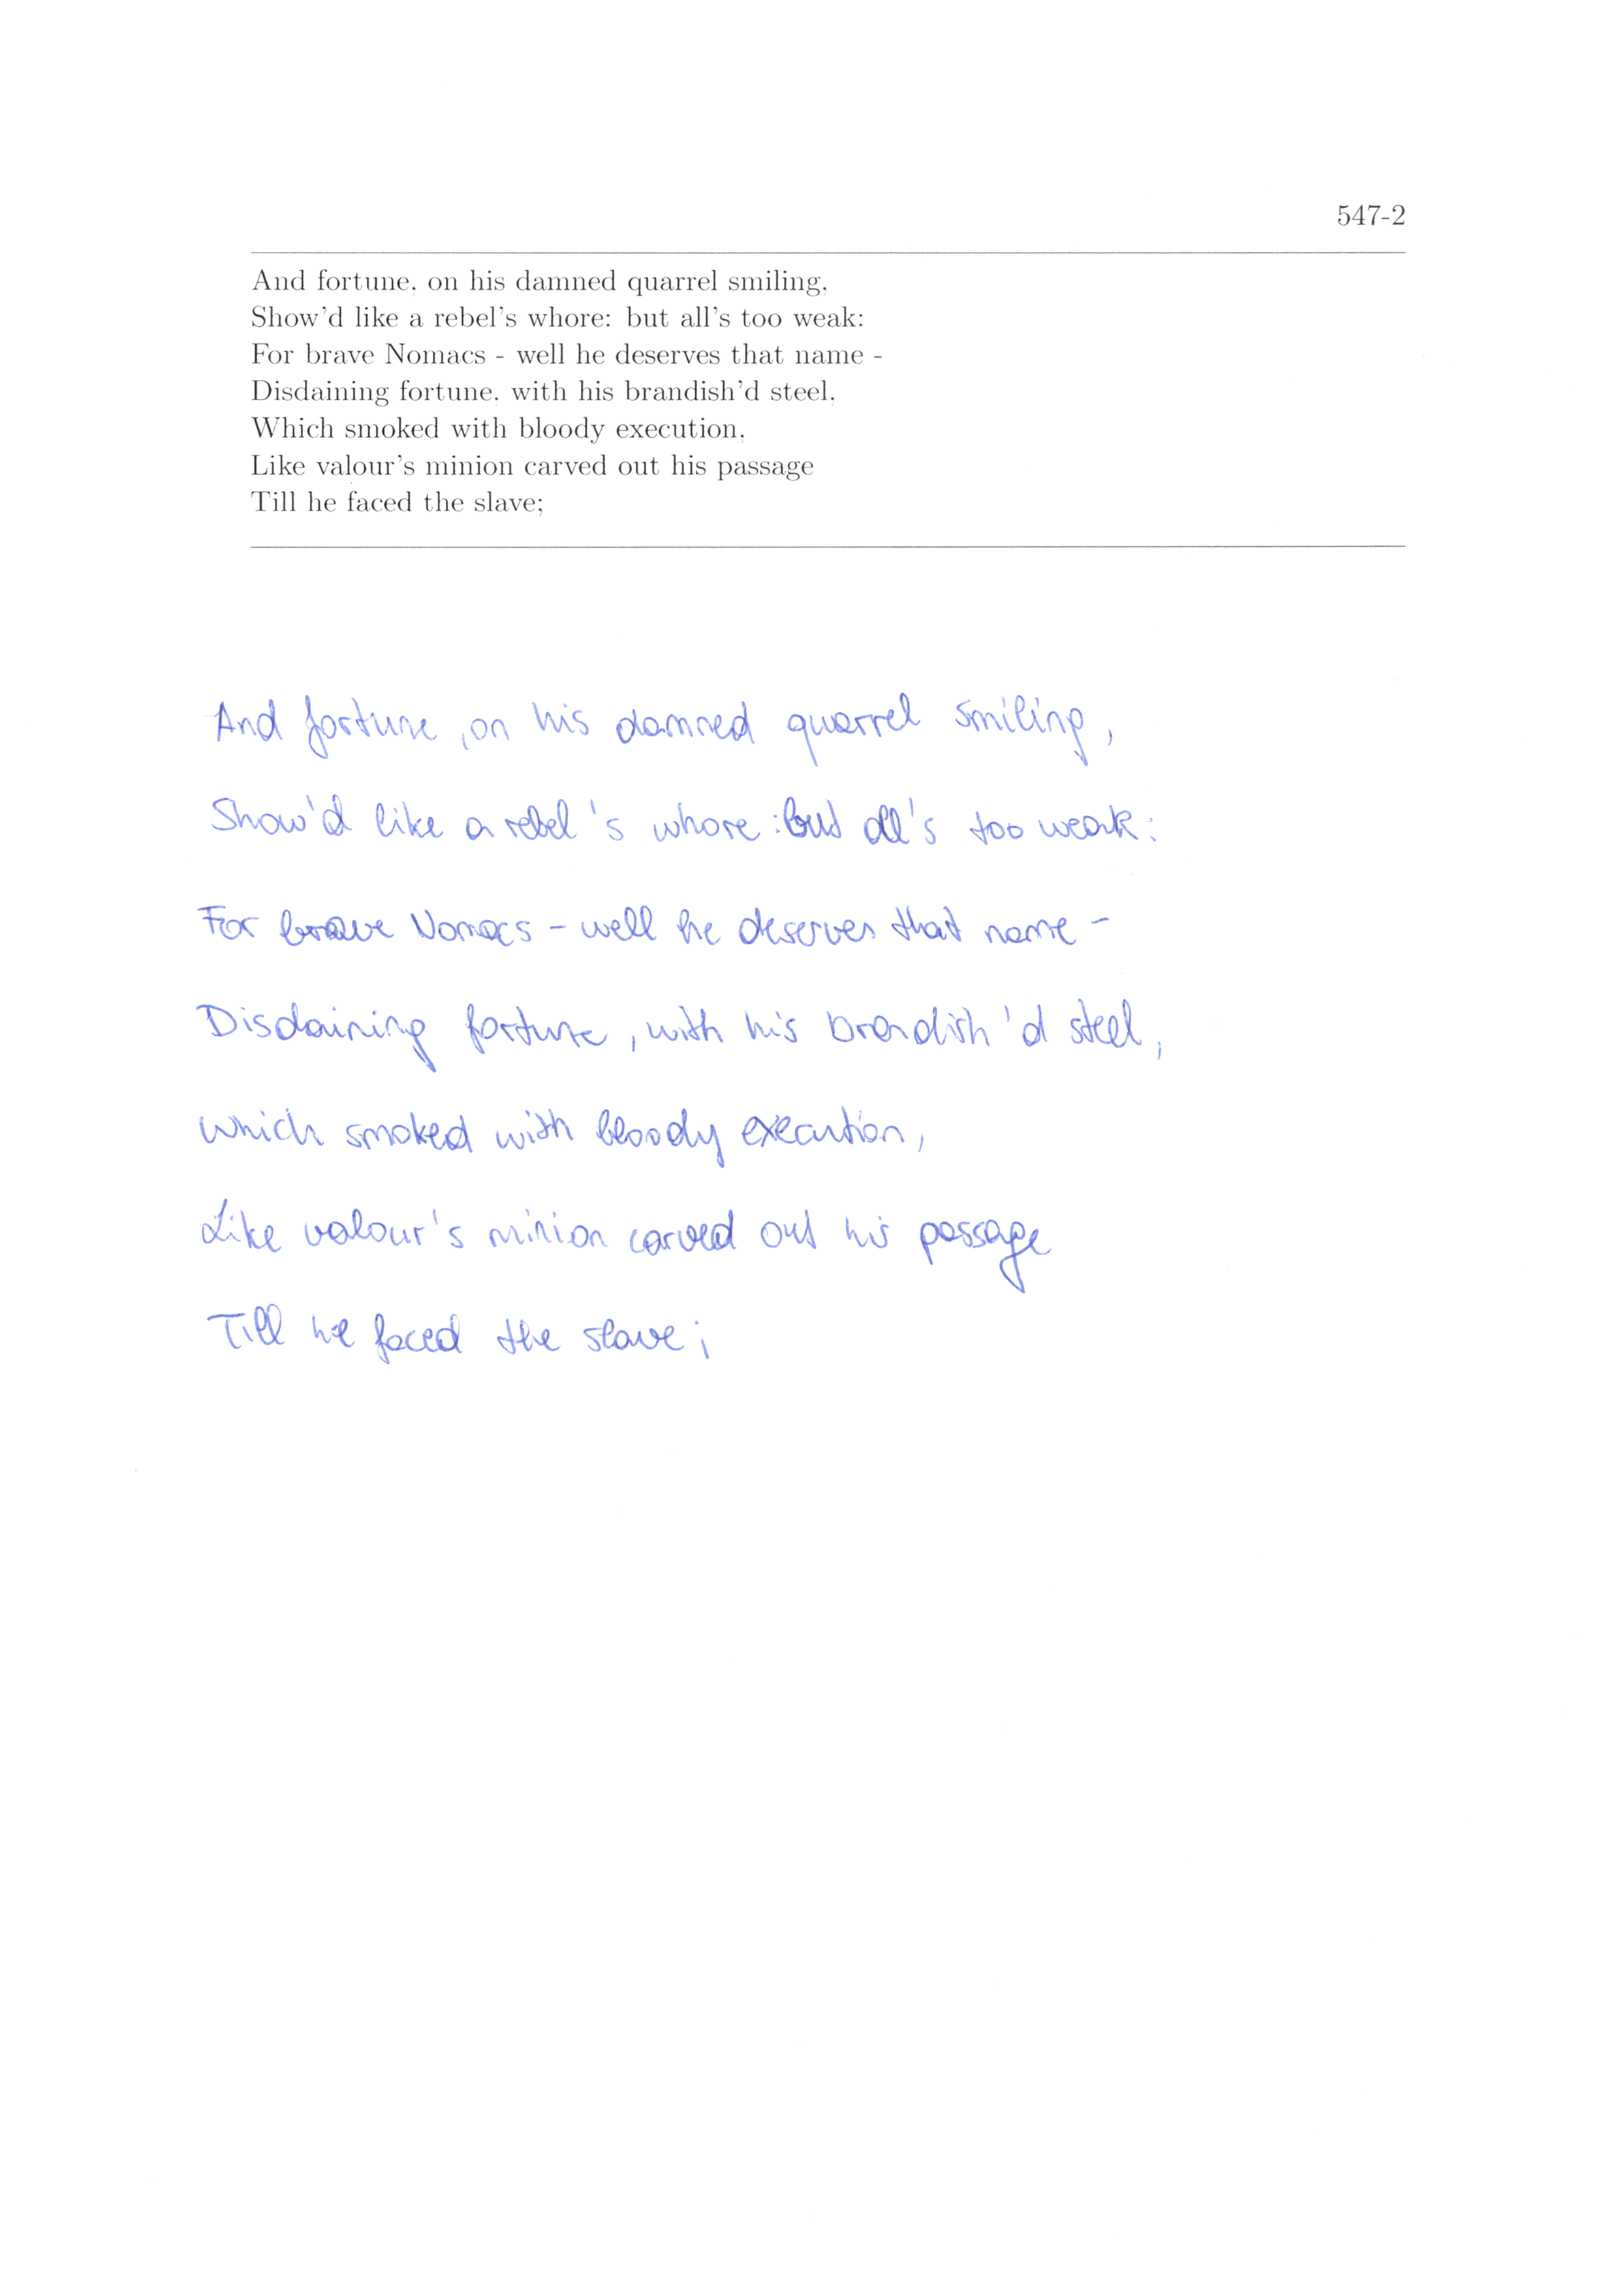 547-2
And fortune, on his damned quarrel smiling,
Show'd like a rebel's whore: but all's too weak:
For brave Nomacs - well he deserves that name -
Disdaining fortune, with his brandish'd steel,
Which smoked with bloody execution,
Like valour's minion carved out his passage
Till he faced the slave;
And fortune, on his damned quarrel smiling,
Show'd like a rebel's whore: but all's too weak:
For brave Nomacs - well he deserves that name -
Disdaining fortune, with his brandish'd steel,
which smoked with bloody execution,
Like valour's minion carved out his passage
Till he faced the slave;